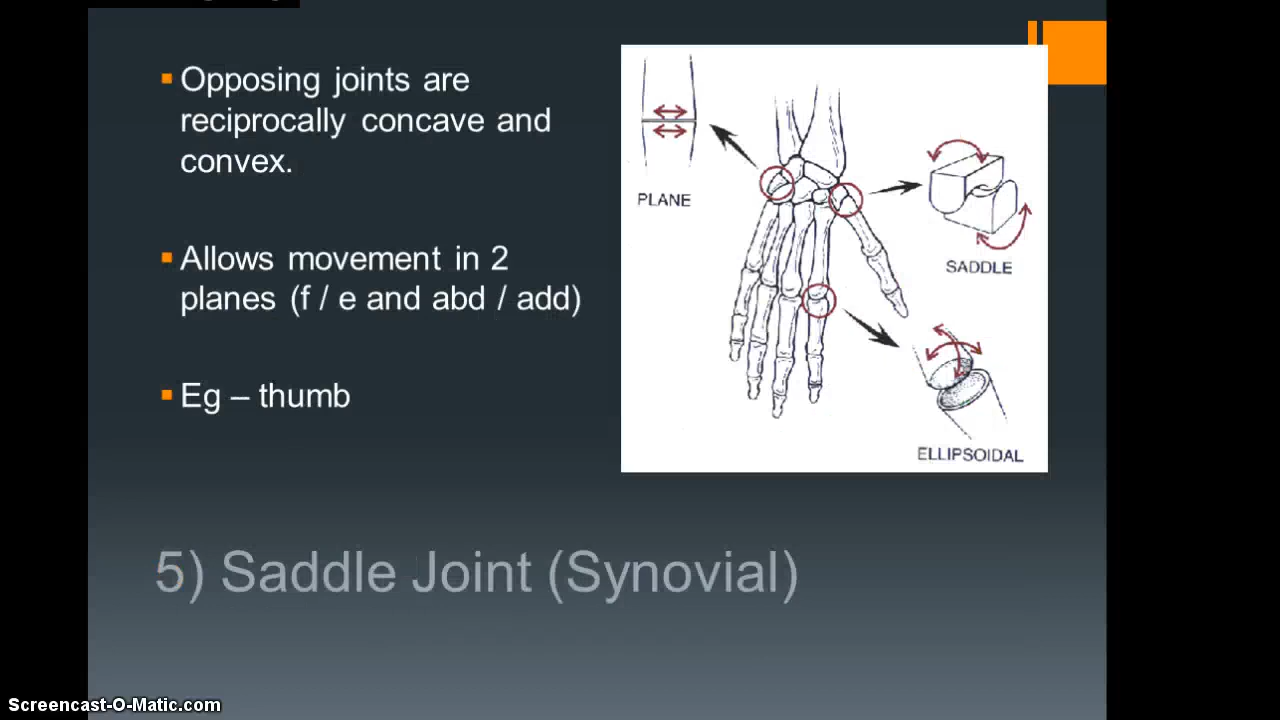 Opposing joints are
reciprocally concave and
convex.
Allows movement in 2
planes (f / e and abd / add)
Eg – thumb
PLANE
SADDLE
ELLIPSOIDAL
5) Saddle Joint (Synovial)
Screencast-O-Matic.com